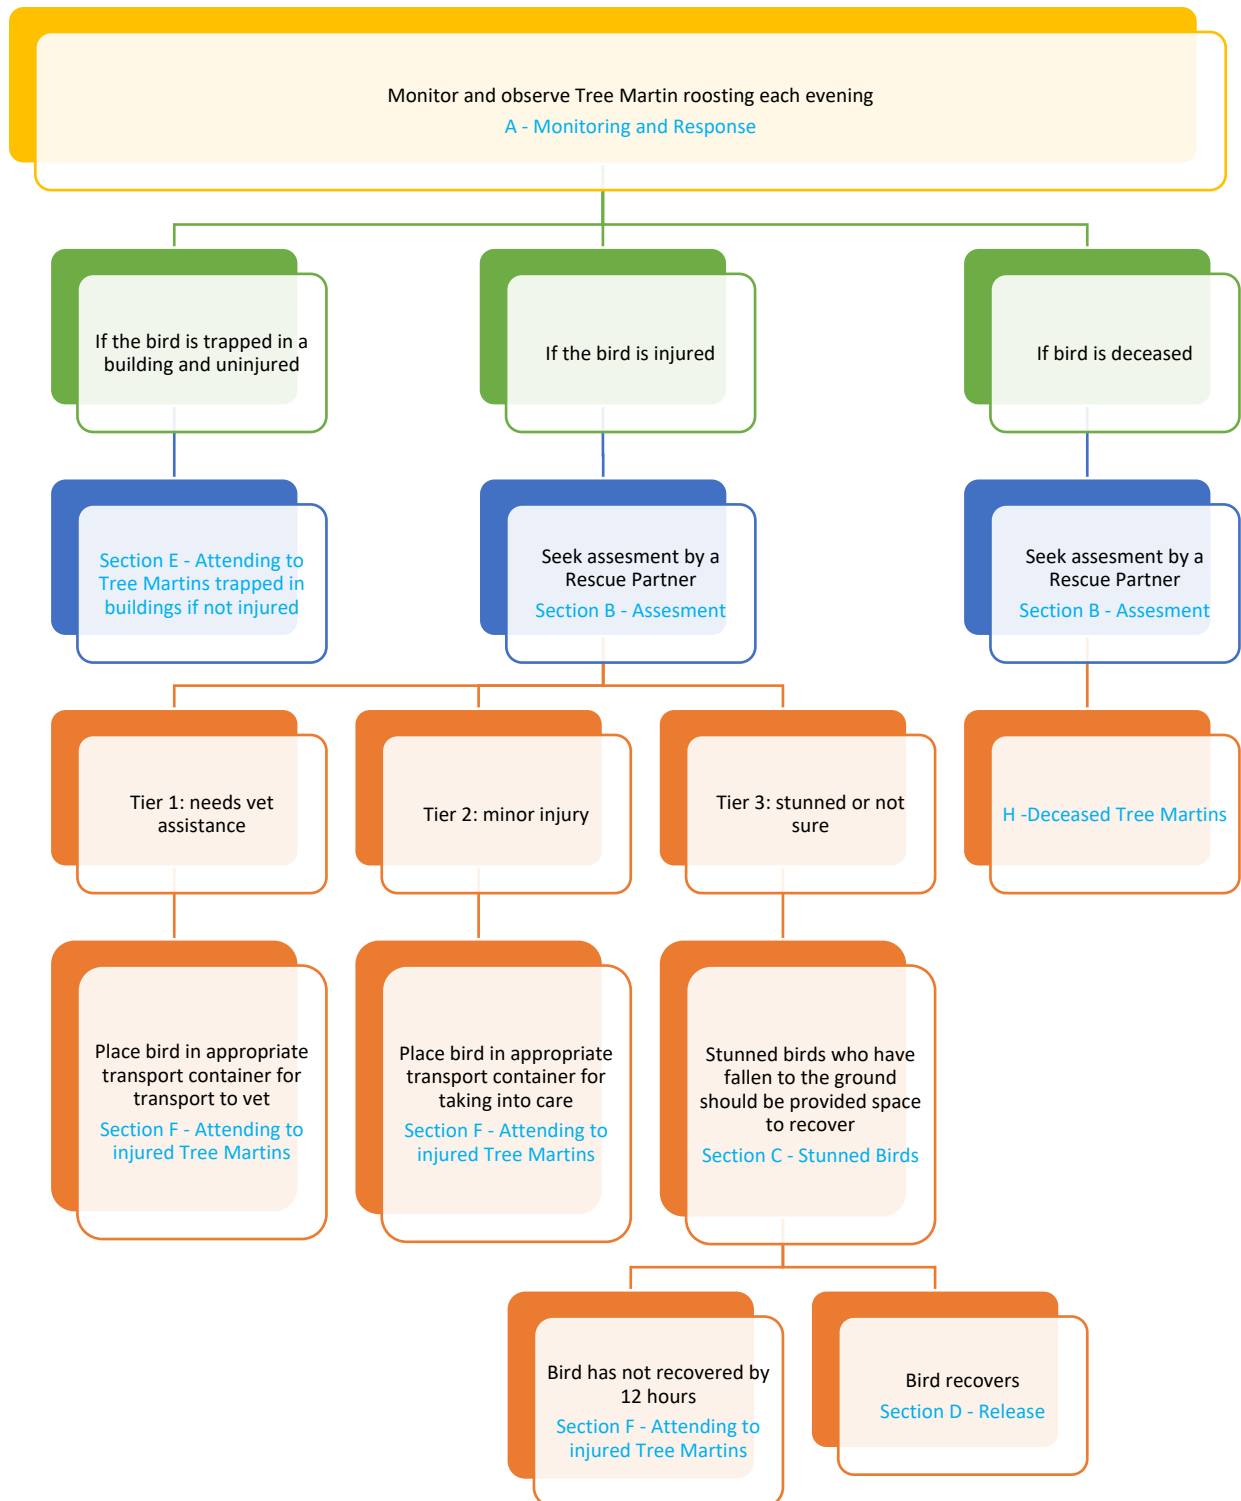 Monitor and observe Tree Martin roosting each evening
A - Monitoring and Response
If the bird is trapped in a
building and uninjured
If the bird is injured
If bird is deceased
Section E - Attending to
Tree Martins trapped in
buildings if not injured
Seek assesment by a
Rescue Partner
Section B - Assesment
Seek assesment by a
Rescue Partner
Section B - Assesment
Tier 1: needs vet
assistance
Tier 2: minor injury
Tier 3: stunned or not
sure
H -Deceased Tree Martins
Place bird in appropriate
transport container for
transport to vet
Section F - Attending to
injured Tree Martins
Place bird in appropriate
transport container for
taking into care
Section F - Attending to
injured Tree Martins
Stunned birds who have
fallen to the ground
should be provided space
to recover
Section C - Stunned Birds
Bird has not recovered by
12 hours
Section F - Attending to
injured Tree Martins
Bird recovers
Section D - Release